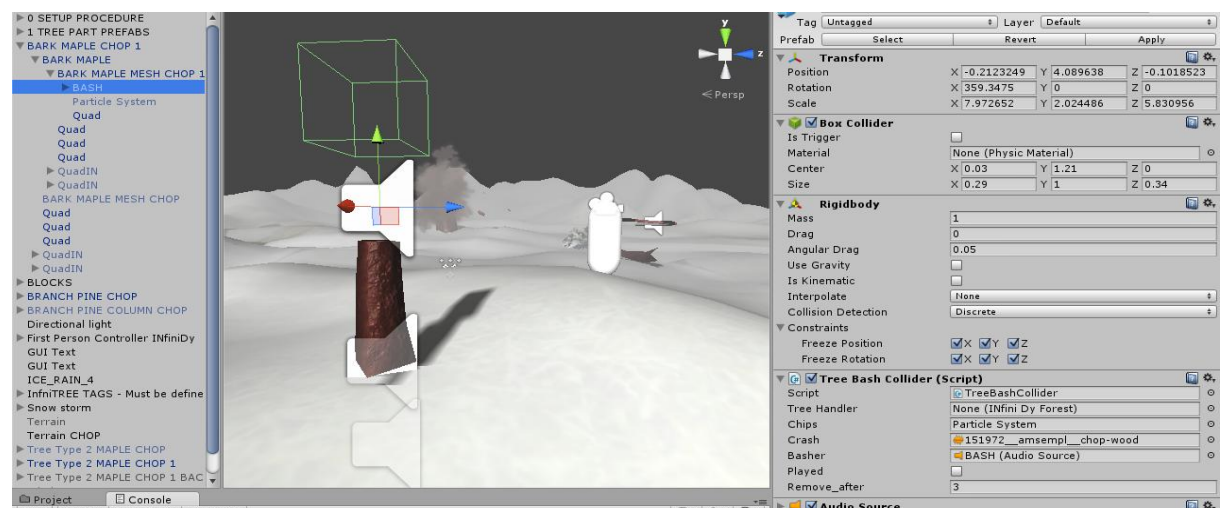 0 SETUP PROCEDURE
1 TREE PART PREFABS
BARK MAPLE CHOP 1
BARK MAPLE
BARK MAPLE MESH CHOP 1
BASH
Particle System
Quad
Quad
Quad
Quad
QuadIN
QuadIN
BARK MAPLE MESH CHOP
Quad
Quad
Quad
QuadIN
QuadIN
BLOCKS
BRANCH PINE CHOP
BRANCH PINE COLUMN CHOP
Directional light
First Person Controller INfiniDy
GUI Text
GUI Text
ICE_RAIN_4
InfniTREE TAGS - Must be define
Snow storm
Terrain
Terrain CHOP
Tree Type 2 MAPLE CHOP
Tree Type 2 MAPLE CHOP 1
Tree Type 2 MAPLE CHOP 1 BAC
Project Console
y
z
Persp
Tag Untagged Layer Default
Prefab Select Revert Apply
Transform
Position X -0.2123249 Y 4.089638 Z -0.1018523
Rotation X 359.3475 Y 0 Z 0
Scale X 7.972652 Y 2.024486 Z 5.830956
Box Collider
Is Trigger
Material None (Physic Material)
Center X 0.03 Y 1.21 Z 0
Size X 0.29 Y 1 Z 0.34
Rigidbody
Mass 1
Drag 0
Angular Drag 0.05
Use Gravity
Is Kinematic
Interpolate None
Collision Detection Discrete
Constraints
Freeze Position X Y Z
Freeze Rotation X Y Z
Tree Bash Collider (Script)
Script TreeBashCollider
Tree Handler None (INfini Dy Forest)
Chips Particle System
Crash 151972__amsempl__chop-wood
Basher BASH (Audio Source)
Played
Remove_after 3
Audio Source